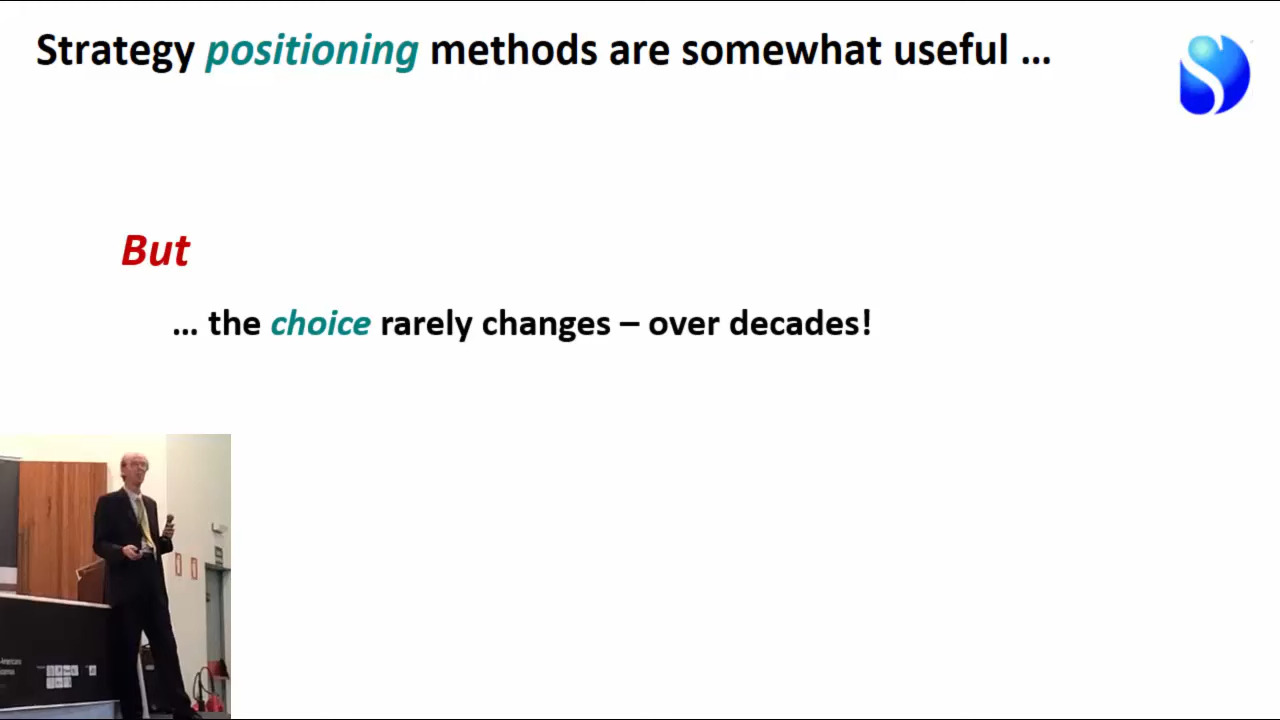 Strategy positioning methods are somewhat useful ...
But
... the choice rarely changes – over decades!